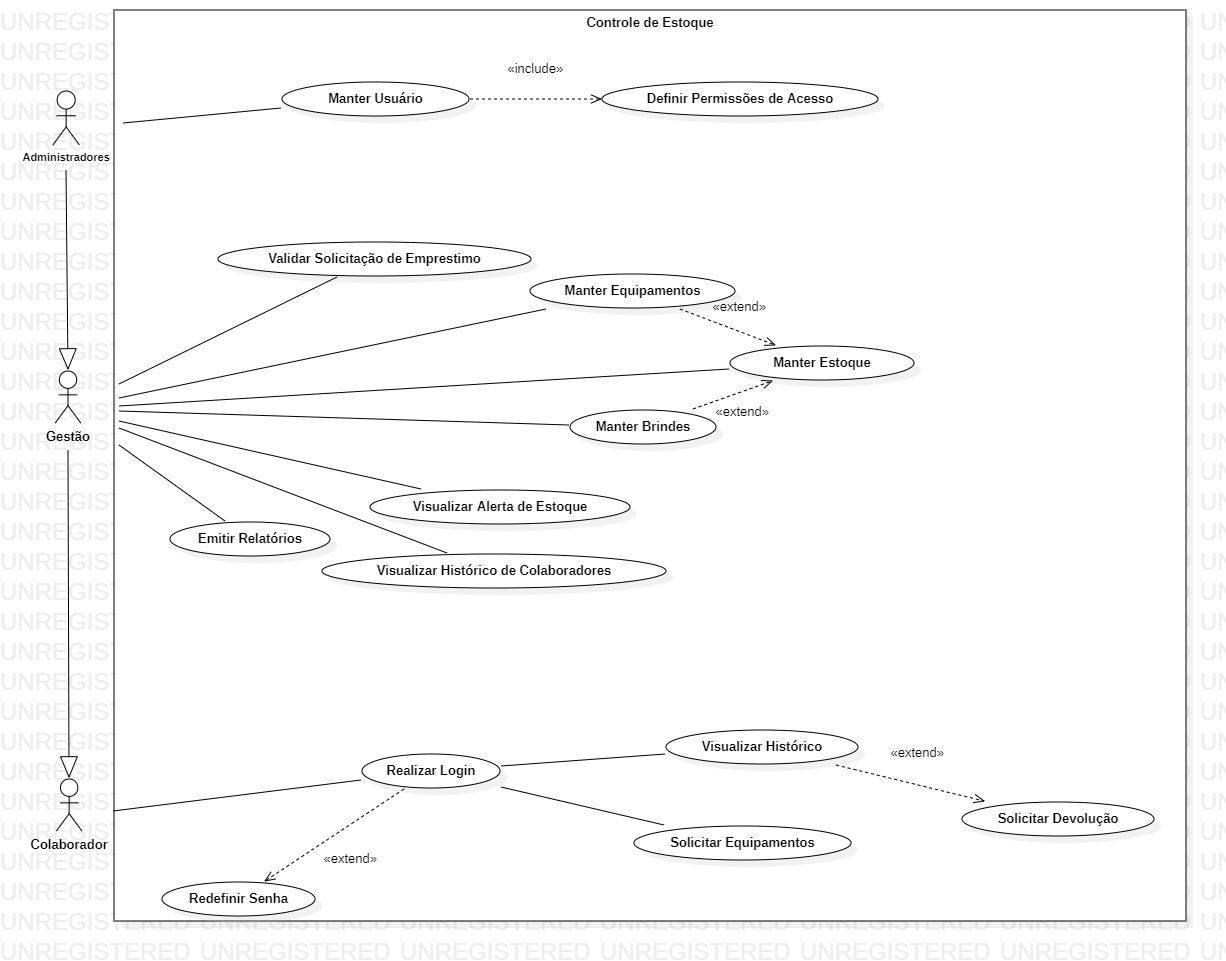 Controle de Estoque
«include»
Manter Usuário
Definir Permissões de Acesso
Administradores
Validar Solicitação de Emprestimo
Manter Equipamentos
«extend»
Manter Estoque
Gestão
«extend»
Manter Brindes
Visualizar Alerta de Estoque
Emitir Relatórios
Visualizar Histórico de Colaboradores
Visualizar Histórico
«extend»
Realizar Login
Solicitar Devolução
Colaborador
Solicitar Equipamentos
«extend»
Redefinir Senha
UNREGISTERED UNREGISTERED UNREGISTERED UNREGISTERED UNREGISTERED UNREGISTERED UN